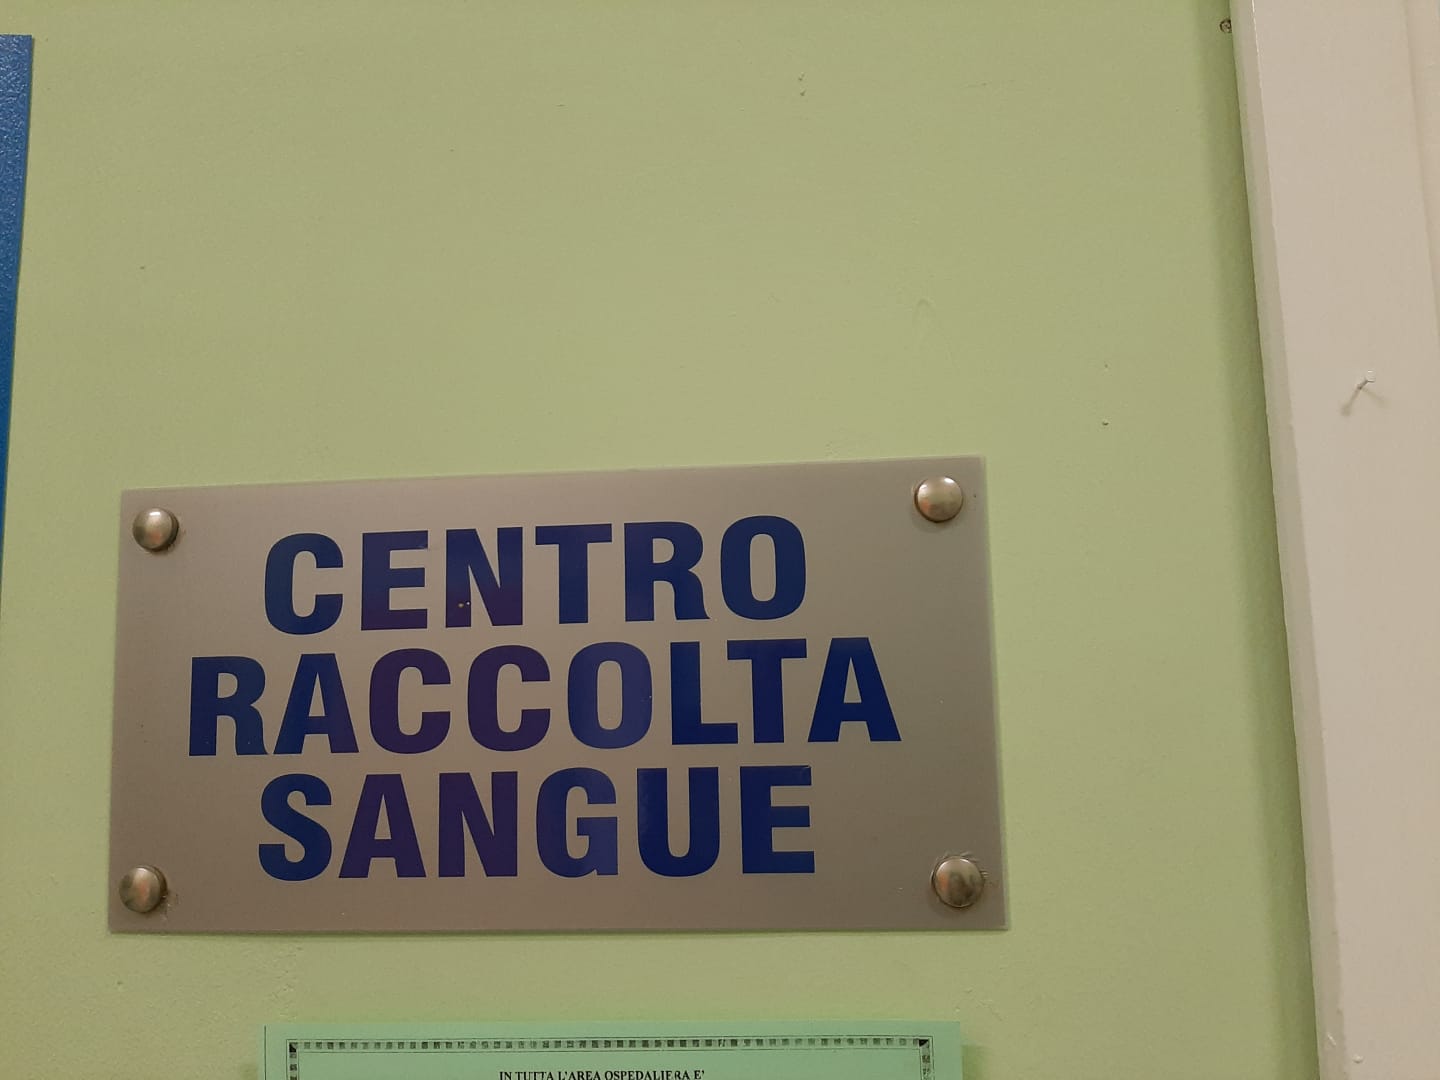 CENTRO
RACCOLTA
SANGUE
IN TUTTA L'AREA OSPEDALIERA E'